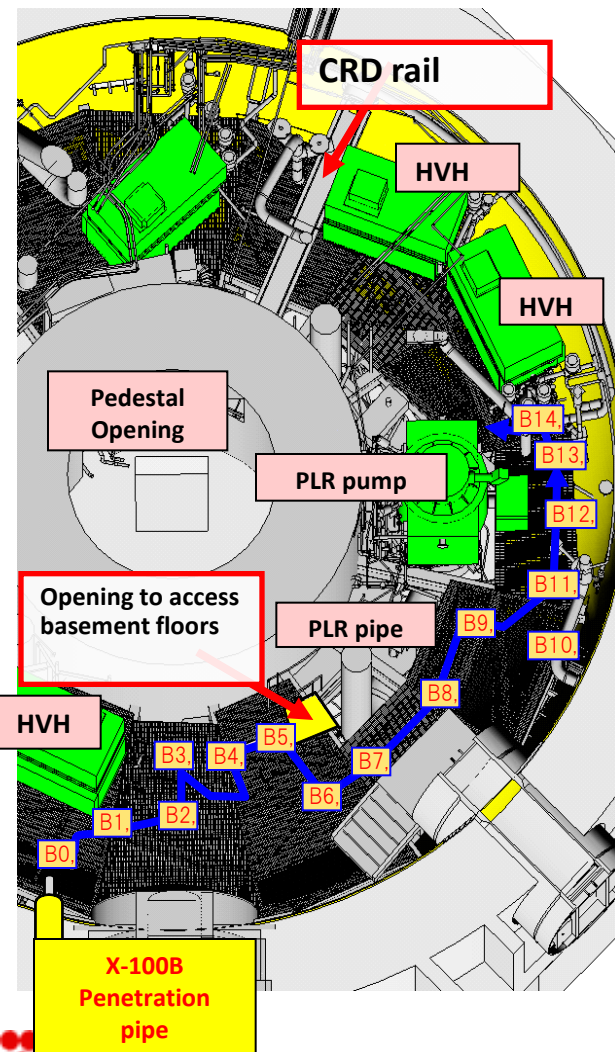 CRD rail
HVH
HVH
Pedestal
Opening
B14,
B13,
PLR pump
B12,
B11,
Opening to access
basement floors
PLR pipe
B9,
B10,
B8,
HVH
B3,
B4,
B5,
B7,
B6,
B2,
B1,
B0,
X-100B
Penetration
pipe